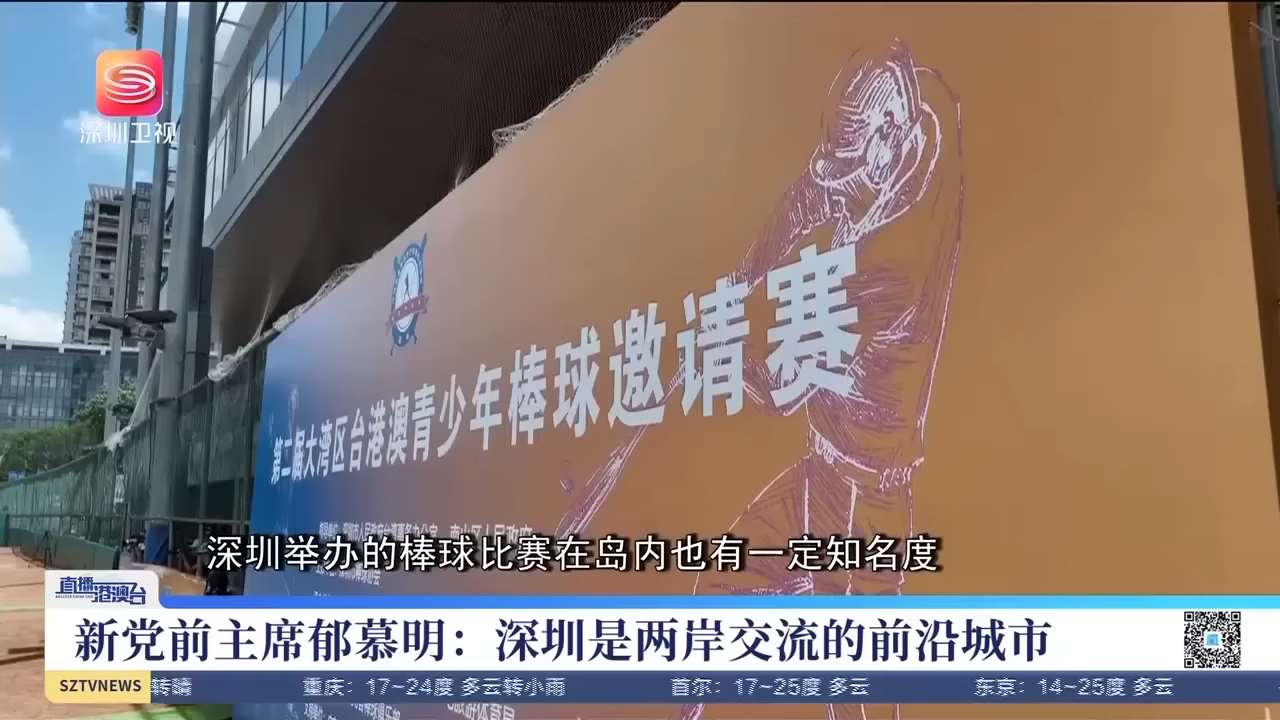 深圳卫视
第二届大湾区台港澳青少年棒球邀请赛
深圳举办的棒球比赛在岛内也有一定知名度
直播港澳台
新党前主席郁慕明：深圳是两岸交流的前沿城市
SZTVNEWS
转晴 重庆：17~24度 多云转小雨 首尔：17~25度 多云 东京：14~25度 多云